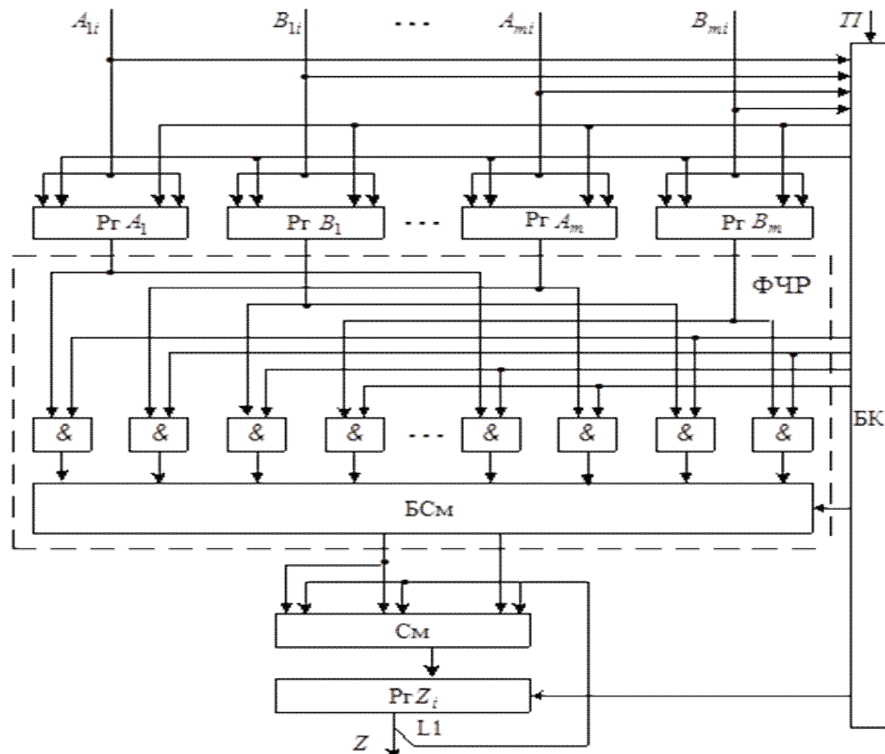 A1i B1i ··· Ami Bmi ТИ
Рг A1 Рг B1 ··· Рг Am Рг Bm
ФЧР
& & & & ··· & & & &
БК
БСм
См
Рг Zi
L1
Z